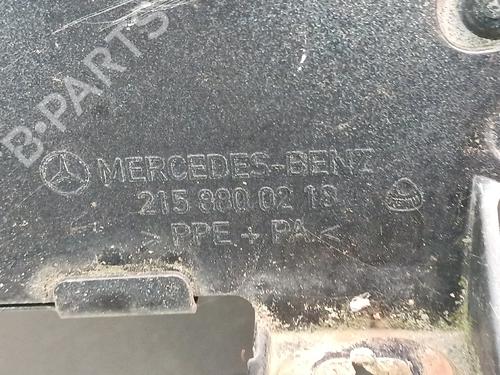 B-PARTS
MERCEDES-BENZ
215 880 02 18
> PPE + PA <